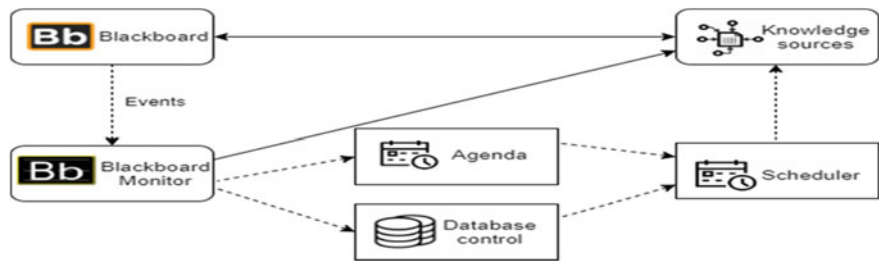 Bb Blackboard
Knowledge
sources
Events
Bb Blackboard
Monitor
Agenda
Scheduler
Database
control